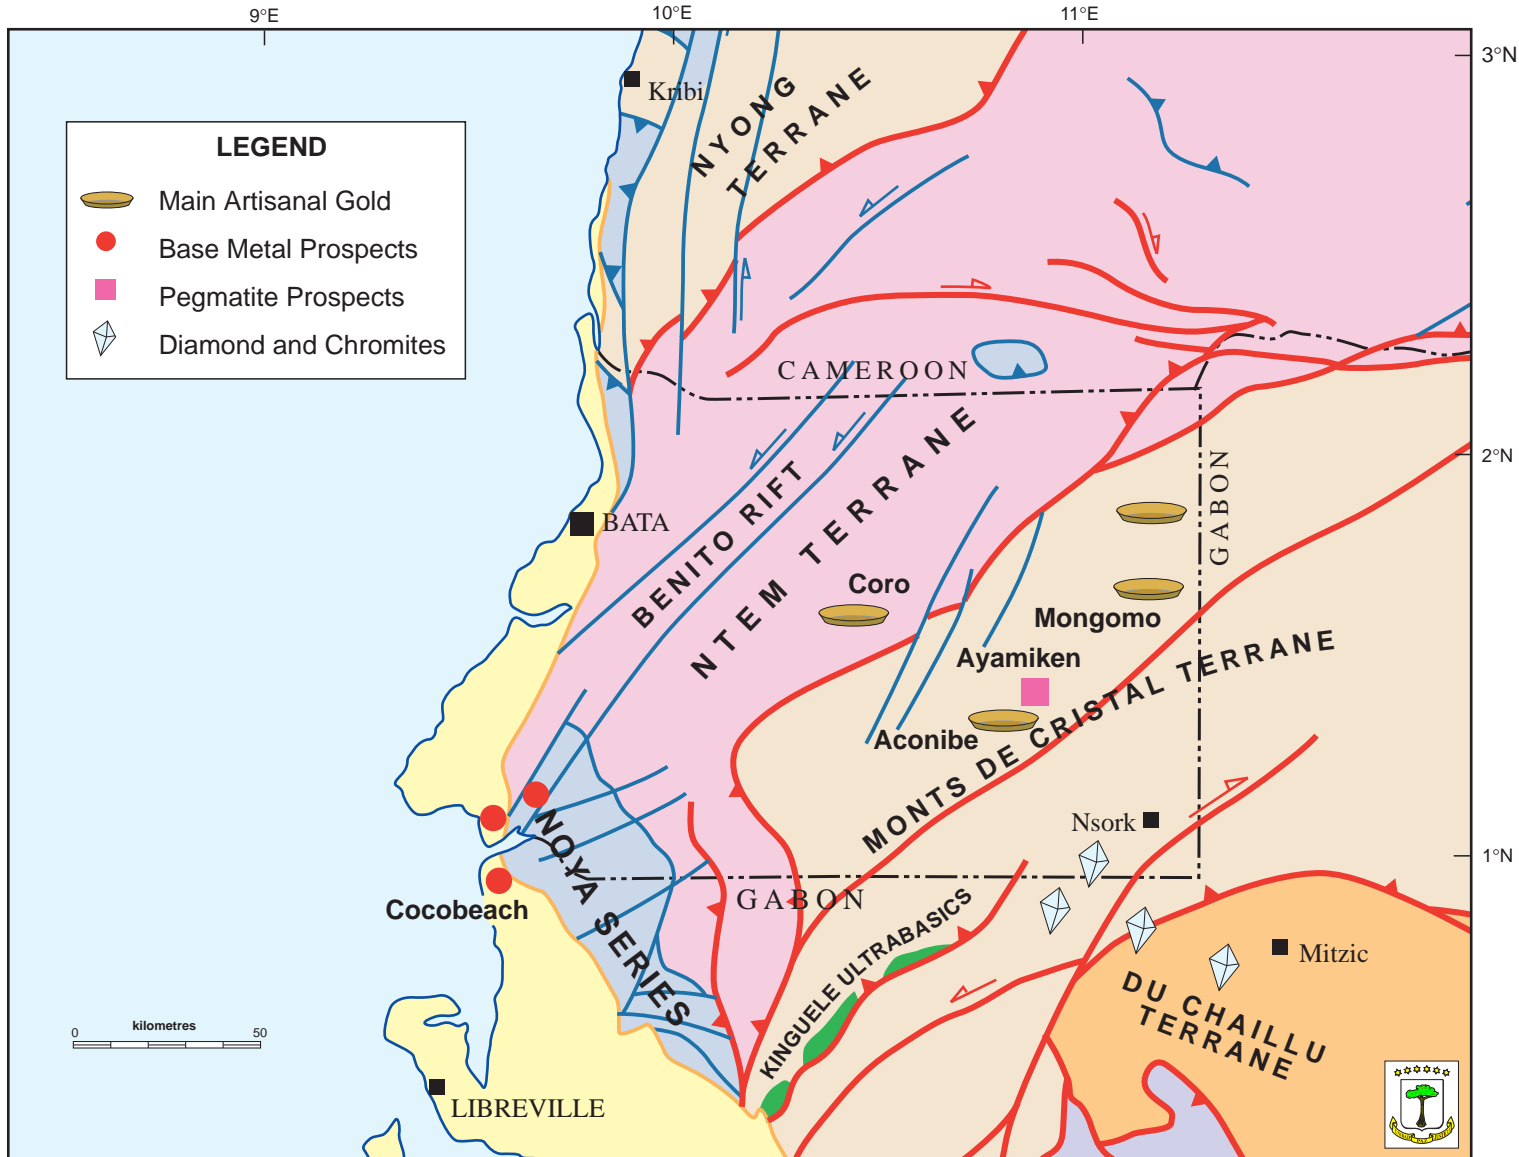 9°E
10°E
11°E
3°N
2°N
1°N
LEGEND
Main Artisanal Gold
Base Metal Prospects
Pegmatite Prospects
Diamond and Chromites
Kribi
NYONG
TERRANE
CAMEROON
BATA
BENITO RIFT
NTEM TERRANE
GABON
Coro
Mongomo
Ayamiken
Aconibe
MONTS DE CRISTAL TERRANE
Nsork
NOYA SERIES
GABON
Cocobeach
KINGUELE ULTRABASICS
Mitzic
DU CHAILLU
TERRANE
kilometres
0 50
LIBREVILLE